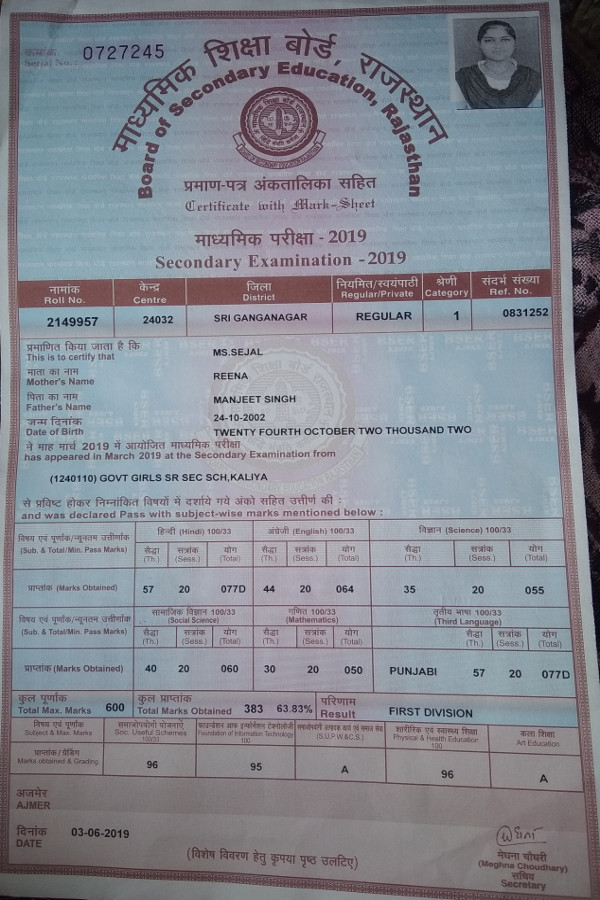 क्रमांक
Serial No.: 0727245
माध्यमिक शिक्षा बोर्ड, राजस्थान
Board of Secondary Education, Rajasthan
प्रमाण-पत्र अंकतालिका सहित
Certificate with Mark-Sheet
माध्यमिक परीक्षा - 2019
Secondary Examination - 2019
नामांक केन्द्र जिला नियमित/स्वयंपाठी श्रेणी संदर्भ संख्या
Roll No. Centre District Regular/Private Category Ref. No.
2149957 24032 SRI GANGANAGAR REGULAR 1 0831252
प्रमाणित किया जाता है कि
This is to certify that MS.SEJAL
माता का नाम
Mother's Name REENA
पिता का नाम
Father's Name MANJEET SINGH
जन्म दिनांक 24-10-2002
Date of Birth TWENTY FOURTH OCTOBER TWO THOUSAND TWO
ने माह मार्च 2019 में आयोजित माध्यमिक परीक्षा
has appeared in March 2019 at the Secondary Examination from
(1240110) GOVT GIRLS SR SEC SCH,KALIYA
से प्रविष्ट होकर निम्नांकित विषयों में दर्शाये गये अंको सहित उत्तीर्ण की :
and was declared Pass with subject-wise marks mentioned below :
विषय एवं पूर्णांक/न्यूनतम उत्तीर्णांक हिन्दी (Hindi) 100/33 अंग्रेजी (English) 100/33 विज्ञान (Science) 100/33
(Sub. & Total/Min. Pass Marks) सैद्धा सत्रांक योग सैद्धा सत्रांक योग सैद्धा सत्रांक योग
(Th.) (Sess.) (Total) (Th.) (Sess.) (Total) (Th.) (Sess.) (Total)
प्राप्तांक (Marks Obtained) 57 20 077D 44 20 064 35 20 055
विषय एवं पूर्णांक/न्यूनतम उत्तीर्णांक सामाजिक विज्ञान 100/33 गणित 100/33 तृतीय भाषा 100/33
(Social Science) (Mathematics) (Third Language)
(Sub. & Total/Min. Pass Marks) सैद्धा सत्रांक योग सैद्धा सत्रांक योग सैद्धा सत्रांक योग
(Th.) (Sess.) (Total) (Th.) (Sess.) (Total) (Th.) (Sess.) (Total)
प्राप्तांक (Marks Obtained) 40 20 060 30 20 050 PUNJABI 57 20 077D
कुल पूर्णांक कुल प्राप्तांक परिणाम
Total Max. Marks 600 Total Marks Obtained 383 63.83% Result FIRST DIVISION
विषय एवं पूर्णांक समाजोपयोगी योजनाऐं फाउन्डेशन आफ इन्फोर्मेशन टेक्नोलोजी शारीरिक एवं स्वास्थ्य शिक्षा कला शिक्षा
Subject & Max. Marks Soc. Useful Schemes Foundation of Information Technology (S.U.P.W.&C.S.) Physical & Health Education Art Education
100/33 100 100
प्राप्तांक / ग्रेडिंग
Marks obtained & Grading 96 95 A 96 A
अजमेर
AJMER
दिनांक
DATE 03-06-2019
(विशेष विवरण हेतु कृपया पृष्ठ उलटिए)
मेघना चौधरी
(Meghna Choudhary)
सचिव
Secretary